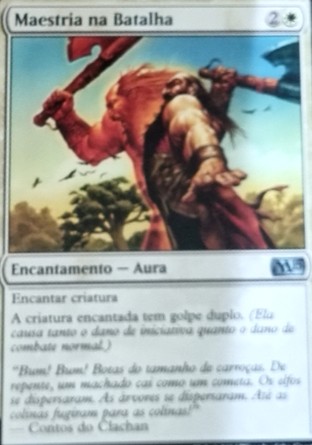 Maestria na Batalha 2
Encantamento — Aura M15
Encantar criatura
A criatura encantada tem golpe duplo. (Ela
causa tanto o dano de iniciativa quanto o dano de
combate normal.)
"Bum! Bum! Botas do tamanho de carroças. De
repente, um machado cai como um cometa. Os elfos
se dispersaram. As árvores se dispersaram. Até as
colinas fugiram para as colinas!"
— Contos do Clachan